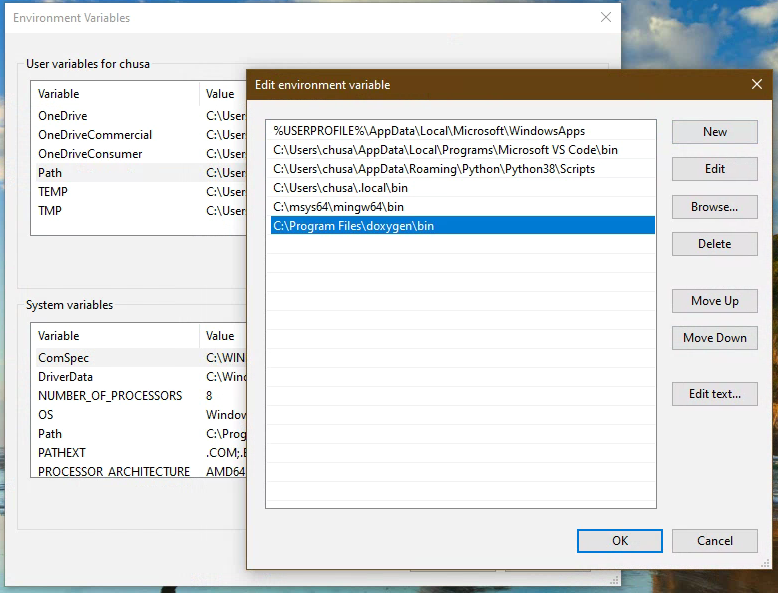 Environment Variables
User variables for chusa
Variable Value
OneDrive C:\User
OneDriveCommercial C:\User
OneDriveConsumer C:\User
Path C:\User
TEMP C:\User
TMP C:\User
System variables
Variable Value
ComSpec C:\WIN
DriverData C:\Wind
NUMBER_OF_PROCESSORS 8
OS Window
Path C:\Prog
PATHEXT .COM;.E
PROCESSOR_ARCHITECTURE AMD64
Edit environment variable
%USERPROFILE%\AppData\Local\Microsoft\WindowsApps
C:\Users\chusa\AppData\Local\Programs\Microsoft VS Code\bin
C:\Users\chusa\AppData\Roaming\Python\Python38\Scripts
C:\Users\chusa\.local\bin
C:\msys64\mingw64\bin
C:\Program Files\doxygen\bin
New
Edit
Browse...
Delete
Move Up
Move Down
Edit text...
OK Cancel